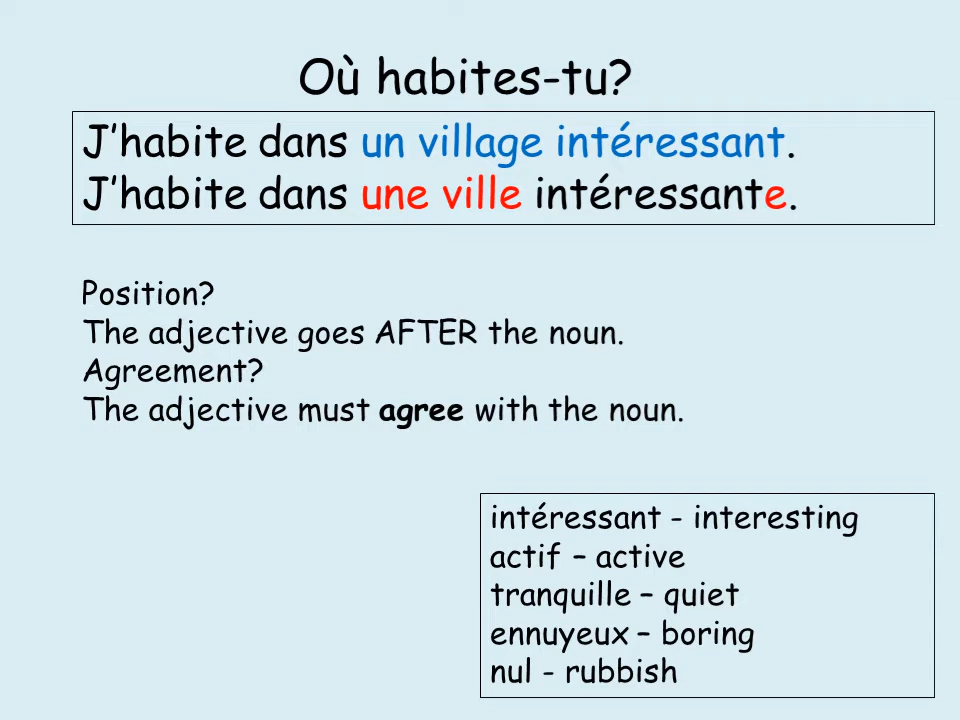 Où habites-tu?
J’habite dans un village intéressant.
J’habite dans une ville intéressante.
Position?
The adjective goes AFTER the noun.
Agreement?
The adjective must agree with the noun.
intéressant - interesting
actif – active
tranquille – quiet
ennuyeux – boring
nul - rubbish